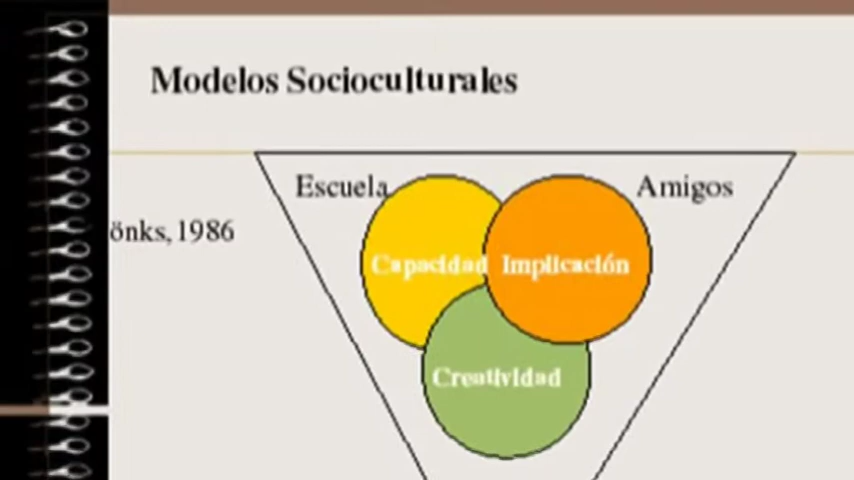 Modelos Socioculturales
Escuela
Amigos
önks, 1986
Capacidad
Implicación
Creatividad